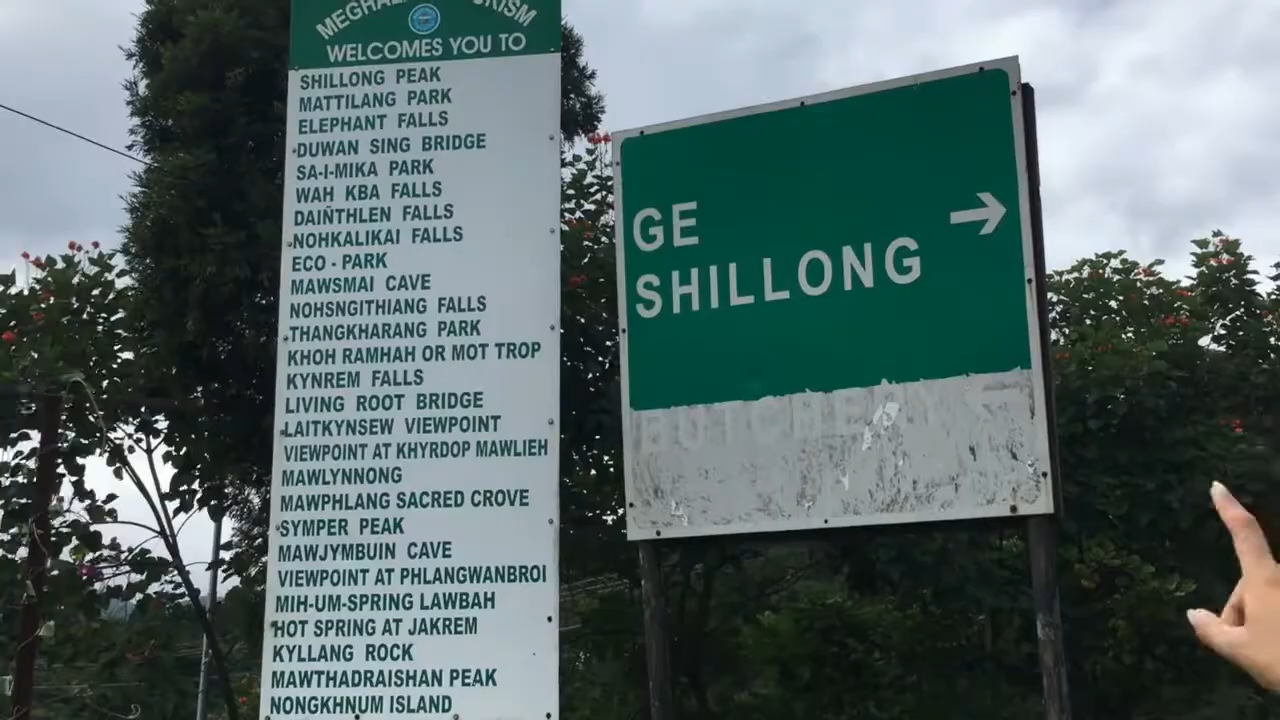 WELCOMES YOU TO
SHILLONG PEAK
MATTILANG PARK
ELEPHANT FALLS
DUWAN SING BRIDGE
SA-I-MIKA PARK
WAH KBA FALLS
DAIÑTHLEN FALLS
NOHKALIKAI FALLS
ECO - PARK
MAWSMAI CAVE
NOHSNGITHIANG FALLS
THANGKHARANG PARK
KHOH RAMHAH OR MOT TROP
KYNREM FALLS
LIVING ROOT BRIDGE
LAITKYNSEW VIEWPOINT
VIEWPOINT AT KHYRDOP MAWLIEH
MAWLYNNONG
MAWPHLANG SACRED CROVE
SYMPER PEAK
MAWJYMBUIN CAVE
VIEWPOINT AT PHLANGWANBROI
MIH-UM-SPRING LAWBAH
HOT SPRING AT JAKREM
KYLLANG ROCK
MAWTHADRAISHAN PEAK
NONGKHNUM ISLAND
GE
SHILLONG